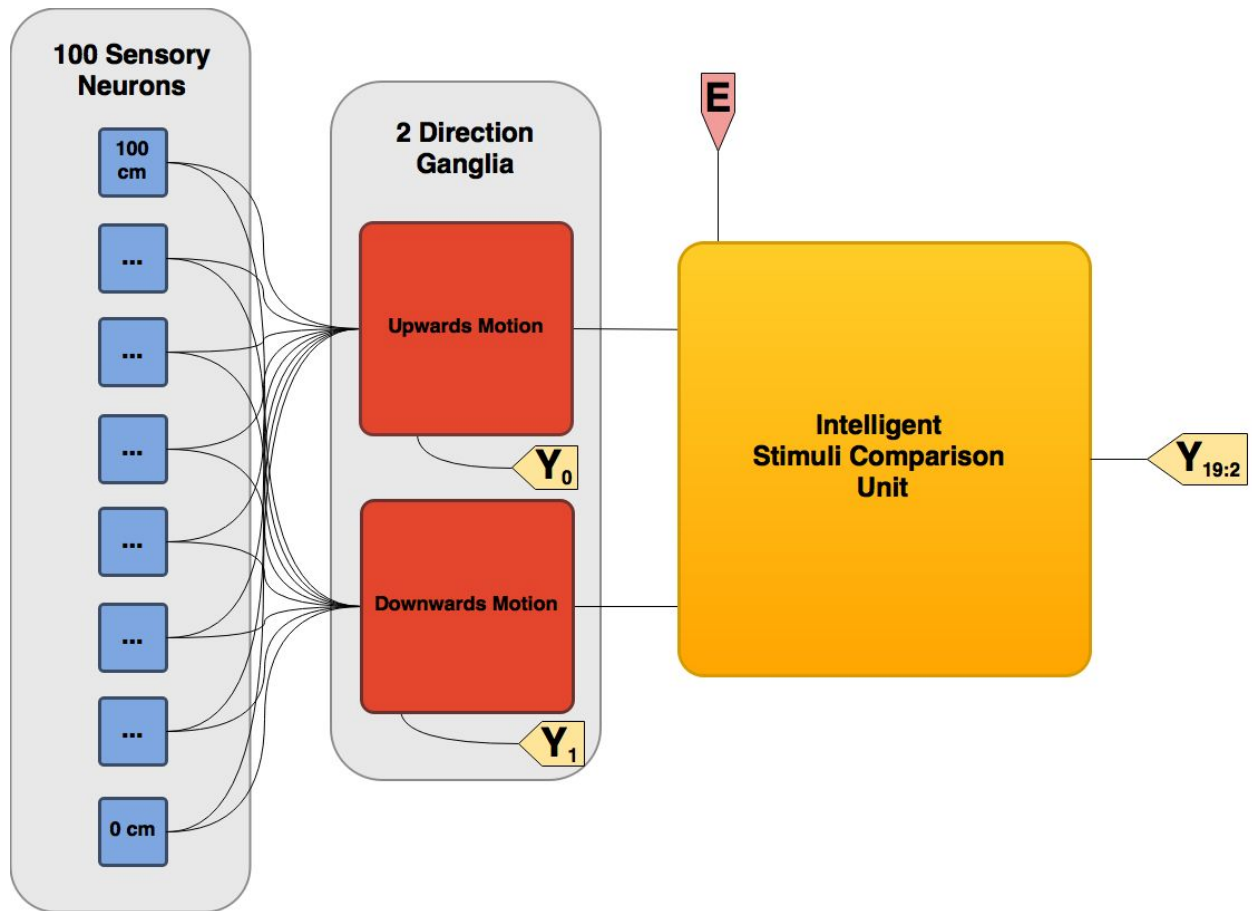 100 Sensory
Neurons
100
cm
...
...
...
...
...
...
0 cm
2 Direction
Ganglia
Upwards Motion
Y0
Downwards Motion
Y1
E
Intelligent
Stimuli Comparison
Unit
Y19:2